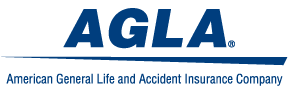 AGLA®
American General Life and Accident Insurance Company